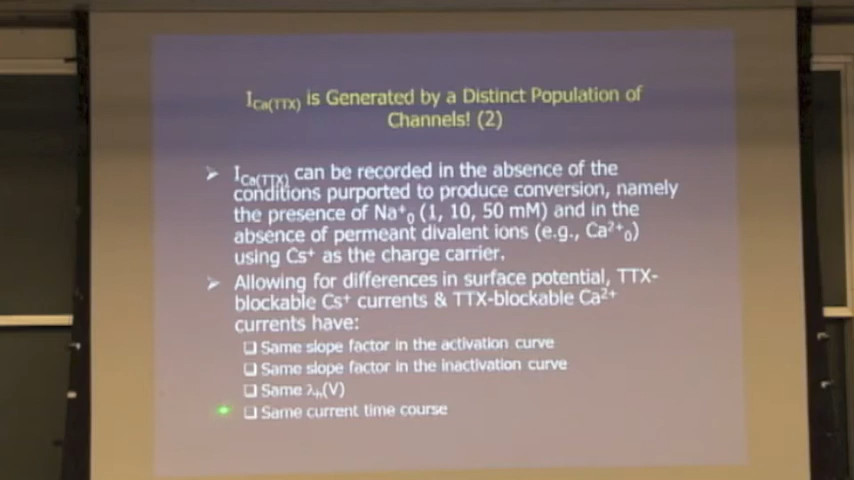 I_Ca(TTX) is Generated by a Distinct Population of
Channels! (2)
➢ I_Ca(TTX) can be recorded in the absence of the
conditions purported to produce conversion, namely
the presence of Na⁺₀ (1, 10, 50 mM) and in the
absence of permeant divalent ions (e.g., Ca²⁺₀)
using Cs⁺ as the charge carrier.
➢ Allowing for differences in surface potential, TTX-
blockable Cs⁺ currents & TTX-blockable Ca²⁺
currents have:
❑ Same slope factor in the activation curve
❑ Same slope factor in the inactivation curve
❑ Same λₕ(V)
❑ Same current time course